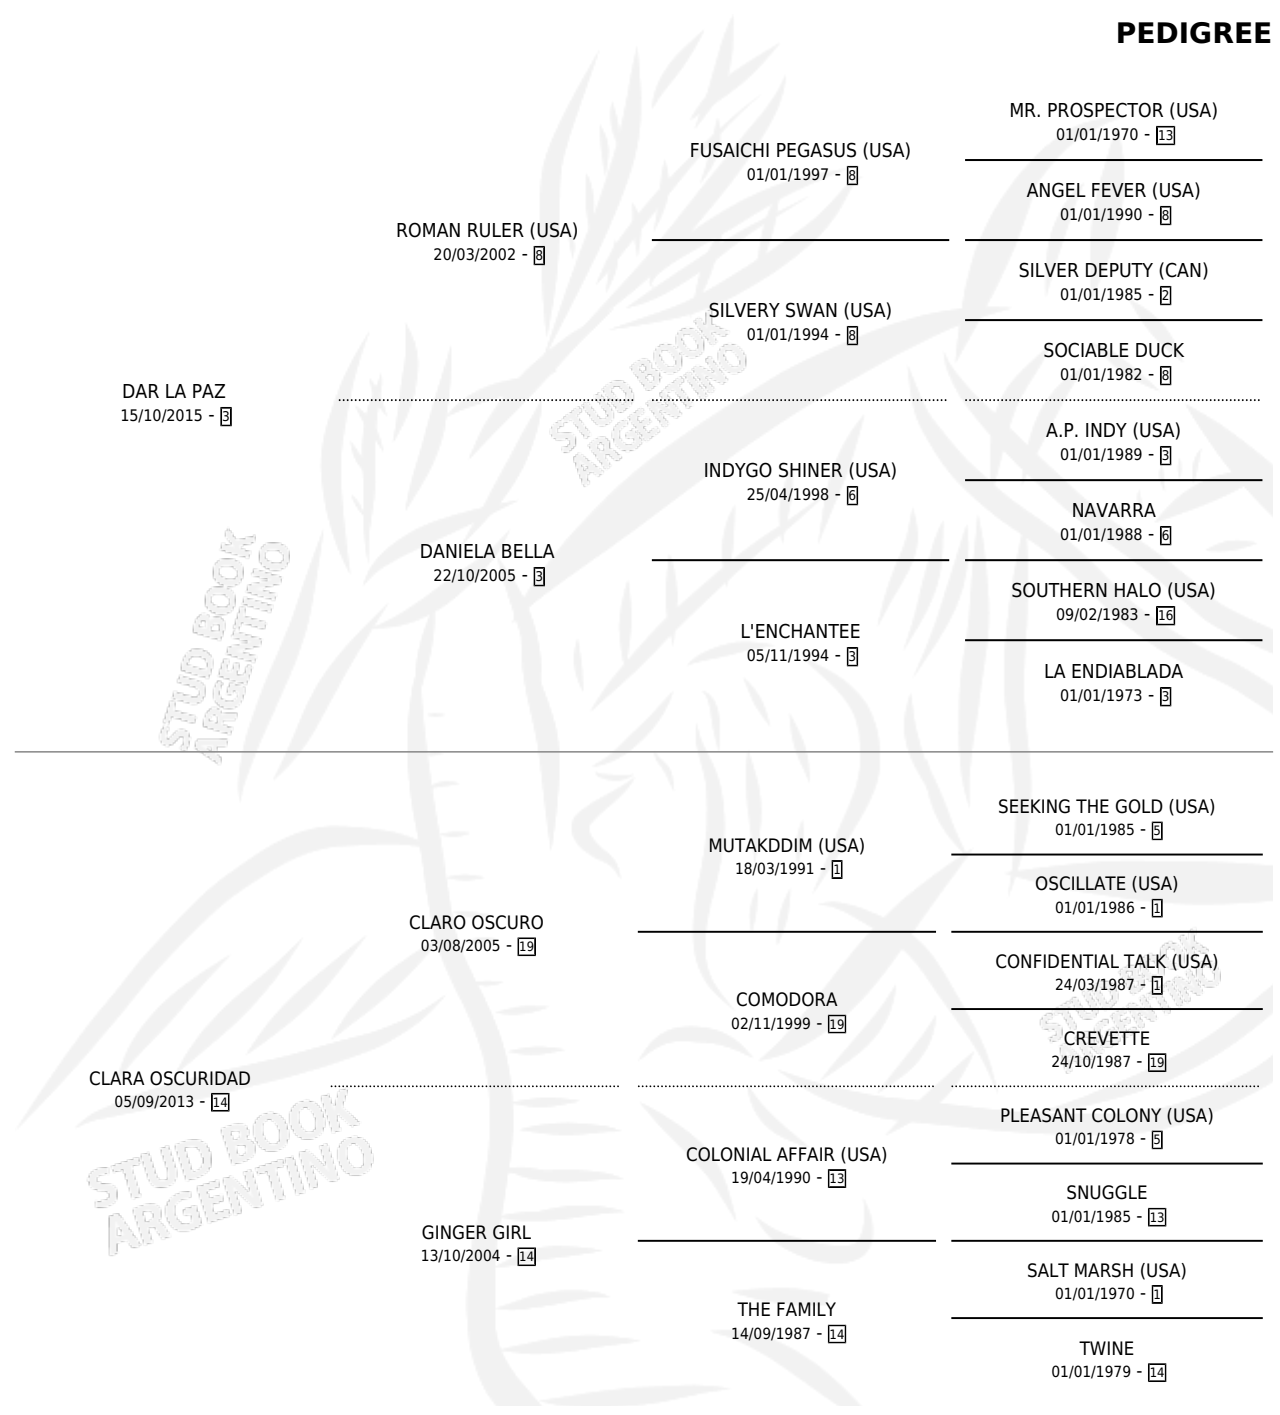 PEDIGREE
MR. PROSPECTOR (USA)
01/01/1970 - 13
FUSAICHI PEGASUS (USA)
01/01/1997 - 8
ANGEL FEVER (USA)
01/01/1990 - 8
ROMAN RULER (USA)
20/03/2002 - 8
SILVER DEPUTY (CAN)
01/01/1985 - 2
SILVERY SWAN (USA)
01/01/1994 - 8
SOCIABLE DUCK
01/01/1982 - 8
DAR LA PAZ
15/10/2015 - 3
STUD BOOK
ARGENTINO
A.P. INDY (USA)
01/01/1989 - 3
INDYGO SHINER (USA)
25/04/1998 - 6
NAVARRA
01/01/1988 - 6
DANIELA BELLA
22/10/2005 - 3
SOUTHERN HALO (USA)
09/02/1983 - 16
L'ENCHANTEE
05/11/1994 - 3
LA ENDIABLADA
01/01/1973 - 3
STUD BOOK
ARGENTINO
SEEKING THE GOLD (USA)
01/01/1985 - 5
MUTAKDDIM (USA)
18/03/1991 - 1
OSCILLATE (USA)
01/01/1986 - 1
CLARO OSCURO
03/08/2005 - 19
CONFIDENTIAL TALK (USA)
24/03/1987 - 1
COMODORA
02/11/1999 - 19
CREVETTE
24/10/1987 - 19
STUD BOOK
ARGENTINO
CLARA OSCURIDAD
05/09/2013 - 14
PLEASANT COLONY (USA)
01/01/1978 - 5
COLONIAL AFFAIR (USA)
19/04/1990 - 13
SNUGGLE
01/01/1985 - 13
STUD BOOK
ARGENTINO
GINGER GIRL
13/10/2004 - 14
SALT MARSH (USA)
01/01/1970 - 1
THE FAMILY
14/09/1987 - 14
TWINE
01/01/1979 - 14